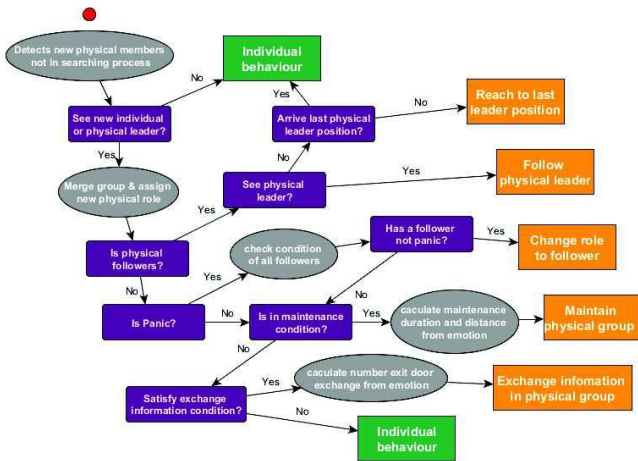 Detects new physical members
not in searching process
Individual
behaviour
No
Yes
See new individual
or physical leader?
Arrive last physical
leader position?
No
Reach to last
leader position
Yes
No
Merge group & assign
new physical role
See physical
leader?
Yes
Follow
physical leader
Yes
Is physical
followers?
check condition
of all followers
Has a follower
not panic?
Yes
Change role
to follower
No
Yes
No
Is Panic?
No
Is in maintenance
condition?
Yes
caculate maintenance
duration and distance
from emotion
Maintain
physical group
No
Satisfy exchange
information condition?
Yes
caculate number exit door
exchange from emotion
Exchange infomation
in physical group
No
Individual
behaviour